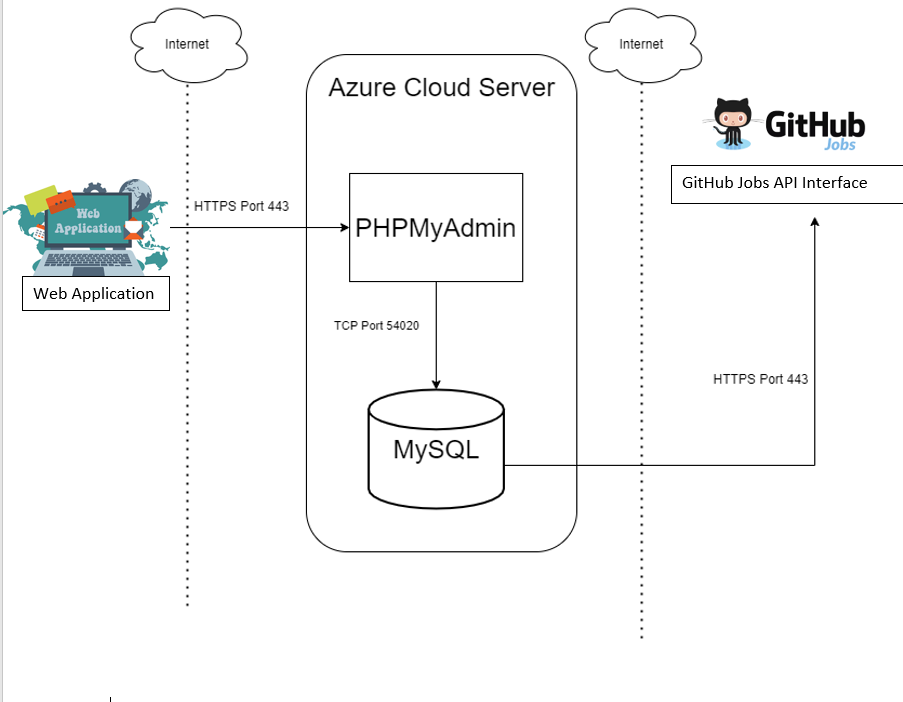 Internet
Internet
Azure Cloud Server
GitHub
Jobs
GitHub Jobs API Interface
HTTPS Port 443
Web
Application
PHPMyAdmin
Web Application
TCP Port 54020
HTTPS Port 443
MySQL